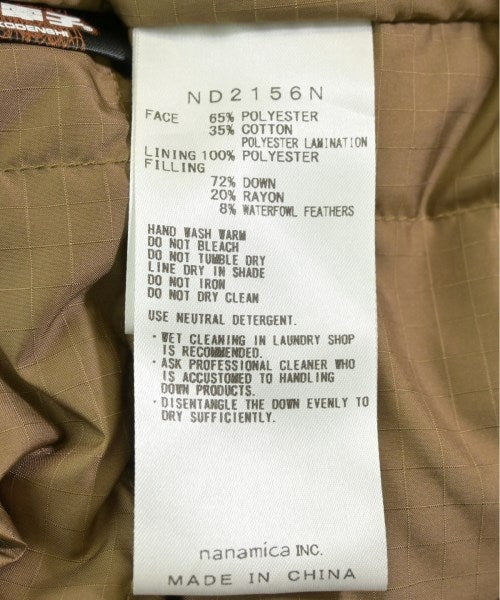 ND2156N
FACE 65% POLYESTER
35% COTTON
POLYESTER LAMINATION
LINING 100% POLYESTER
FILLING
72% DOWN
20% RAYON
8% WATERFOWL FEATHERS
HAND WASH WARM
DO NOT BLEACH
DO NOT TUMBLE DRY
LINE DRY IN SHADE
DO NOT IRON
DO NOT DRY CLEAN
USE NEUTRAL DETERGENT.
・WET CLEANING IN LAUNDRY SHOP
IS RECOMMENDED.
・ASK PROFESSIONAL CLEANER WHO
IS ACCUSTOMED TO HANDLING
DOWN PRODUCTS.
・DISENTANGLE THE DOWN EVENLY TO
DRY SUFFICIENTLY.
nanamica INC.
MADE IN CHINA